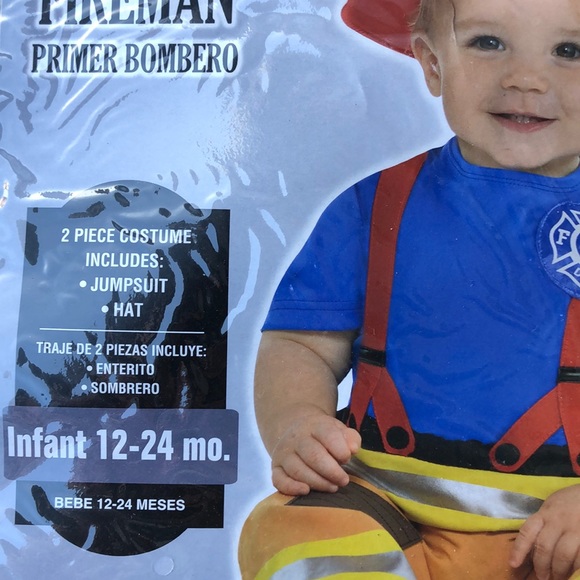 FIREMAN
PRIMER BOMBERO
2 PIECE COSTUME
INCLUDES:
• JUMPSUIT
• HAT
TRAJE DE 2 PIEZAS INCLUYE:
• ENTERITO
• SOMBRERO
Infant 12-24 mo.
BEBE 12-24 MESES
F